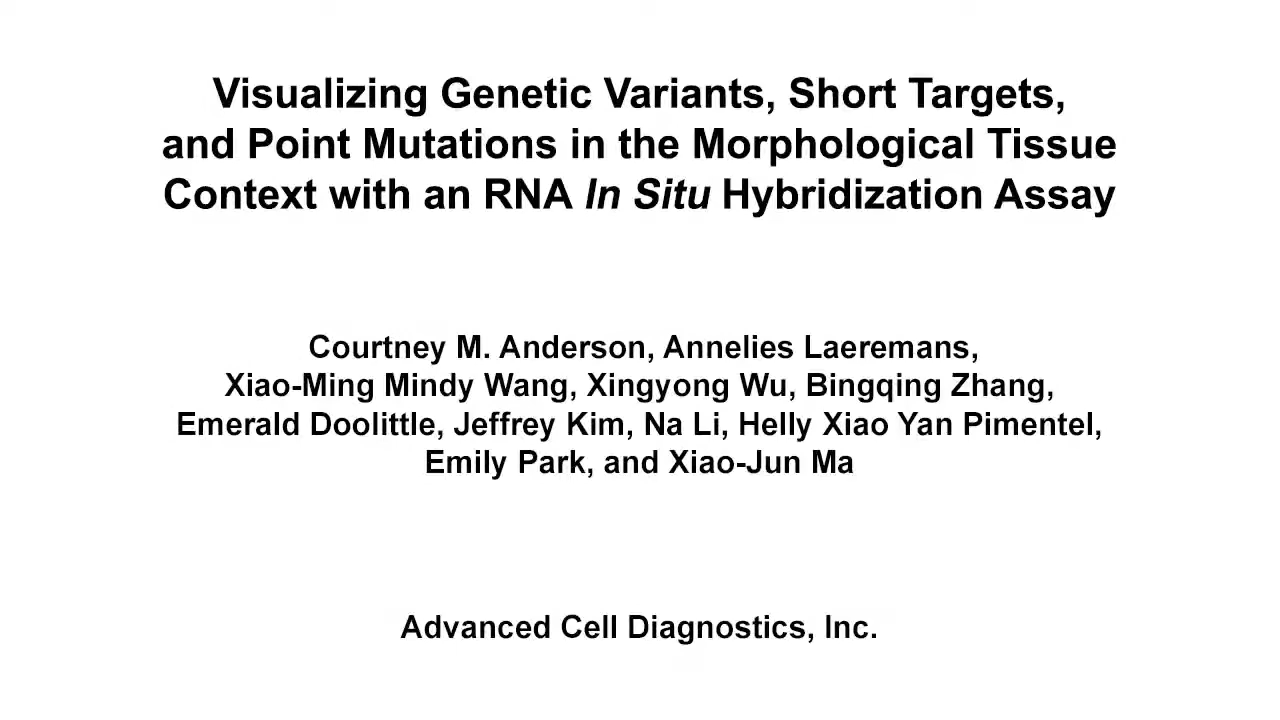 Visualizing Genetic Variants, Short Targets,
and Point Mutations in the Morphological Tissue
Context with an RNA In Situ Hybridization Assay
Courtney M. Anderson, Annelies Laeremans,
Xiao-Ming Mindy Wang, Xingyong Wu, Bingqing Zhang,
Emerald Doolittle, Jeffrey Kim, Na Li, Helly Xiao Yan Pimentel,
Emily Park, and Xiao-Jun Ma
Advanced Cell Diagnostics, Inc.